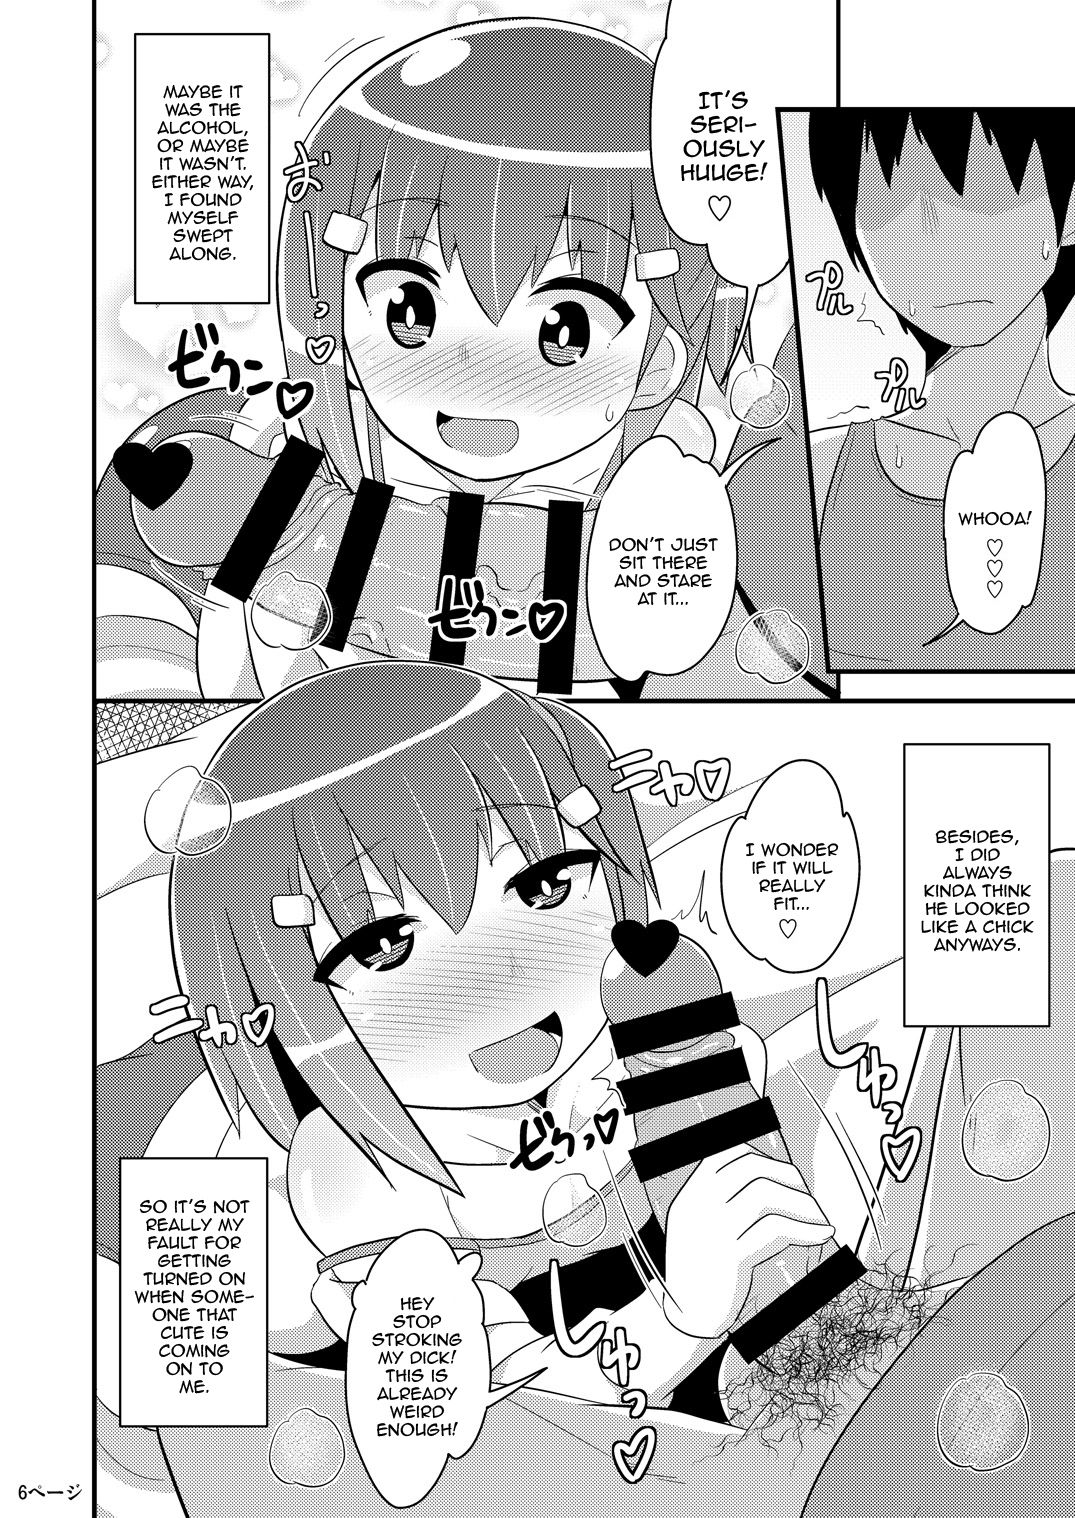 IT'S
SERI-
OUSLY
HUUGE!
♡
プル
プル
WHOOA!
♡
♡
♡
MAYBE IT
WAS THE
ALCOHOL,
OR MAYBE
IT WASN'T.
EITHER WAY,
I FOUND
MYSELF
SWEPT
ALONG.
おーっ♡
ビクン♡
ビクン♡
DON'T JUST
SIT THERE
AND STARE
AT IT...
BESIDES,
I DID
ALWAYS
KINDA THINK
HE LOOKED
LIKE A CHICK
ANYWAYS.
I WONDER
IF IT WILL
REALLY
FIT...
♡
ニヤ♡
ニヤ♡
しゅっ♡
ビクっ♡
しゅっ♡
HEY
STOP
STROKING
MY DICK!
THIS IS
ALREADY
WEIRD
ENOUGH!
SO IT'S NOT
REALLY MY
FAULT FOR
GETTING
TURNED ON
WHEN SOME-
ONE THAT
CUTE IS
COMING
ON TO
ME.
6ページ